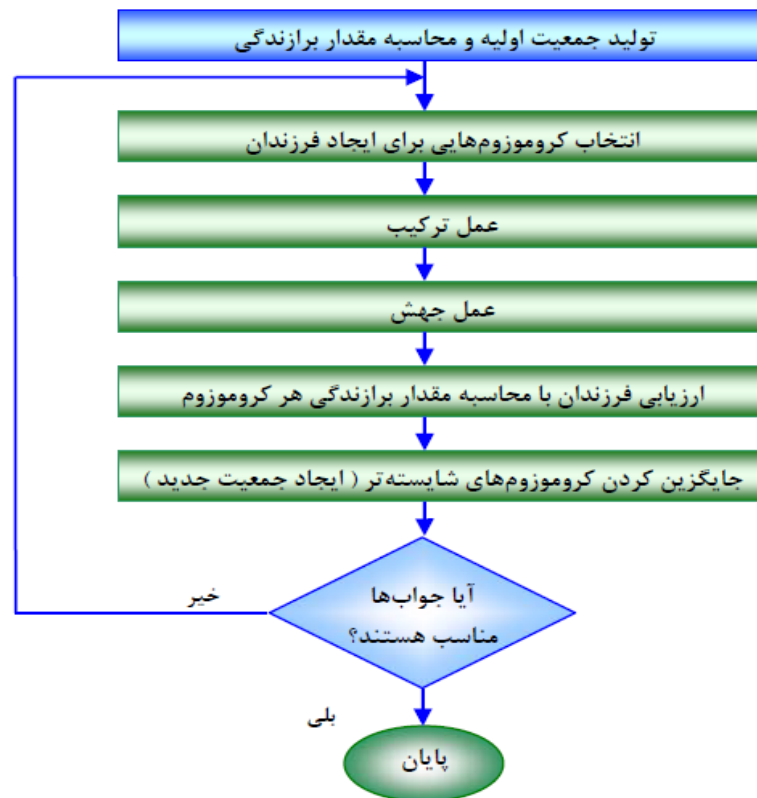 تولید جمعیت اولیه و محاسبه مقدار برازندگی
انتخاب کروموزوم‌هایی برای ایجاد فرزندان
عمل ترکیب
عمل جهش
ارزیابی فرزندان با محاسبه مقدار برازندگی هر کروموزوم
جایگزین کردن کروموزوم‌های شایسته‌تر ( ایجاد جمعیت جدید )
آیا جواب‌ها
مناسب هستند؟
خیر
بلی
پایان